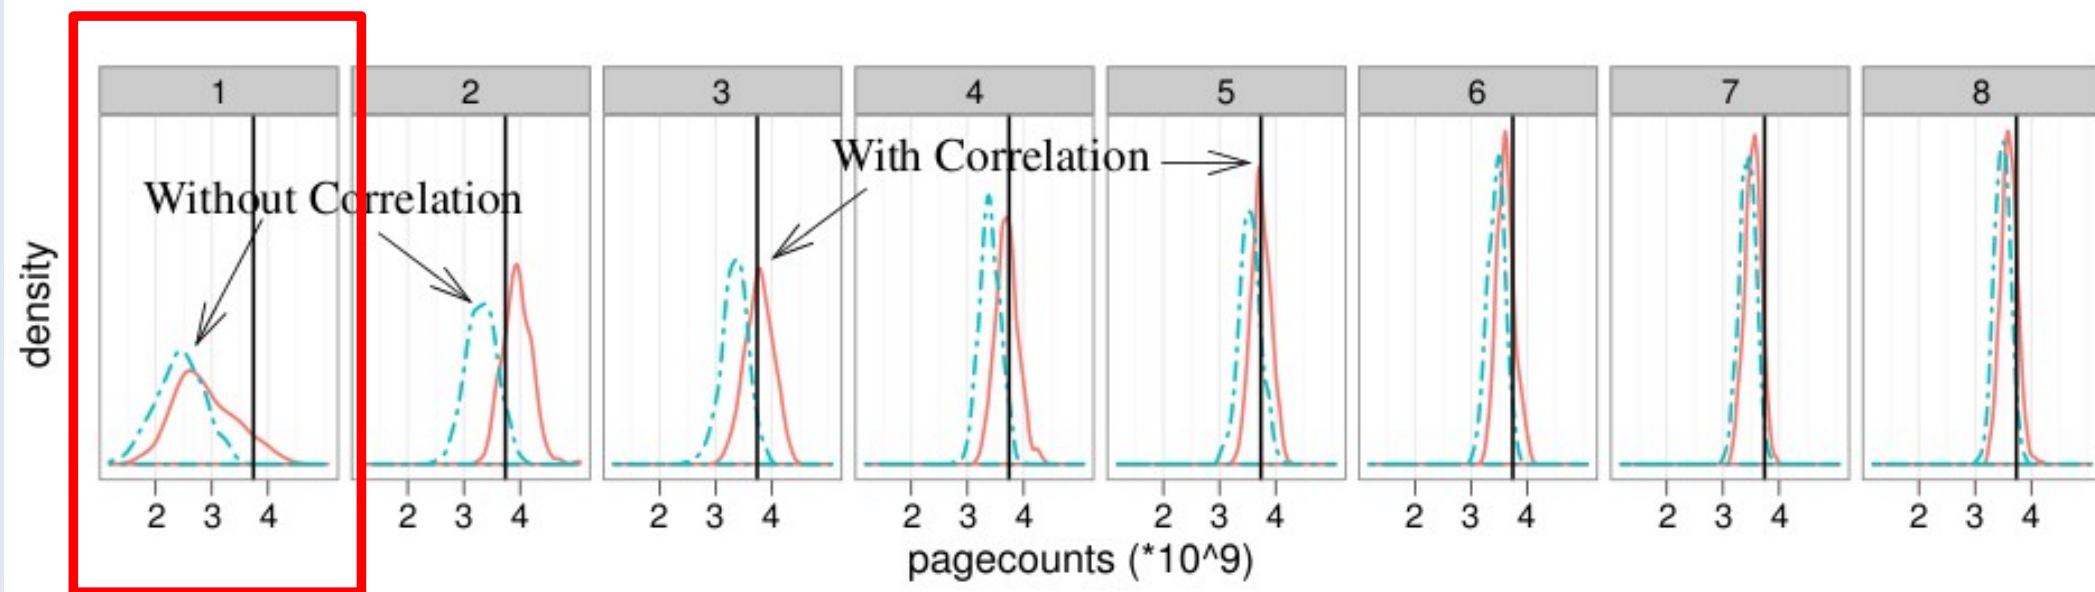 1 2 3 4 5 6 7 8
With Correlation
Without Correlation
density
2 3 4 2 3 4 2 3 4 2 3 4 2 3 4 2 3 4 2 3 4 2 3 4
pagecounts (*10^9)